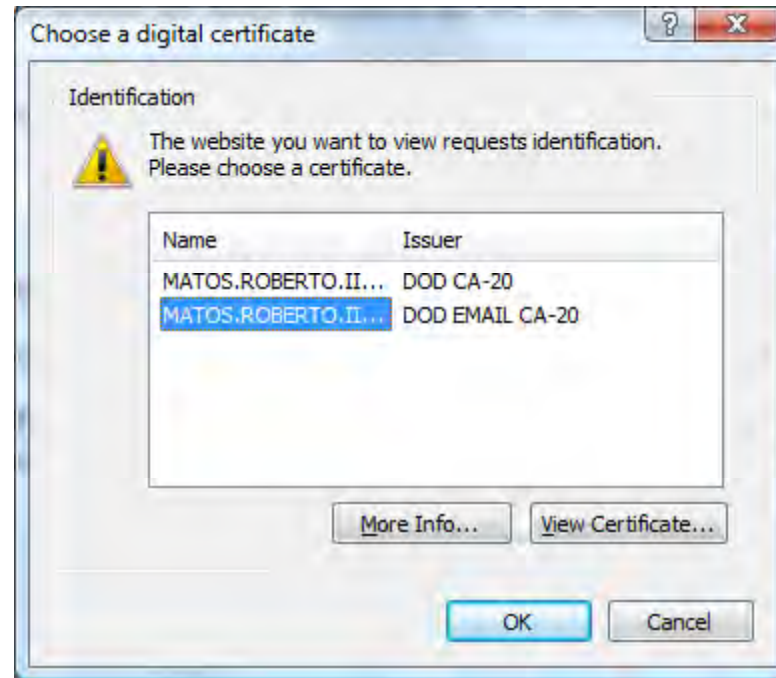 Choose a digital certificate
Identification
The website you want to view requests identification.
Please choose a certificate.
Name Issuer
MATOS.ROBERTO.II... DOD CA-20
MATOS.ROBERTO.II... DOD EMAIL CA-20
More Info... View Certificate...
OK Cancel